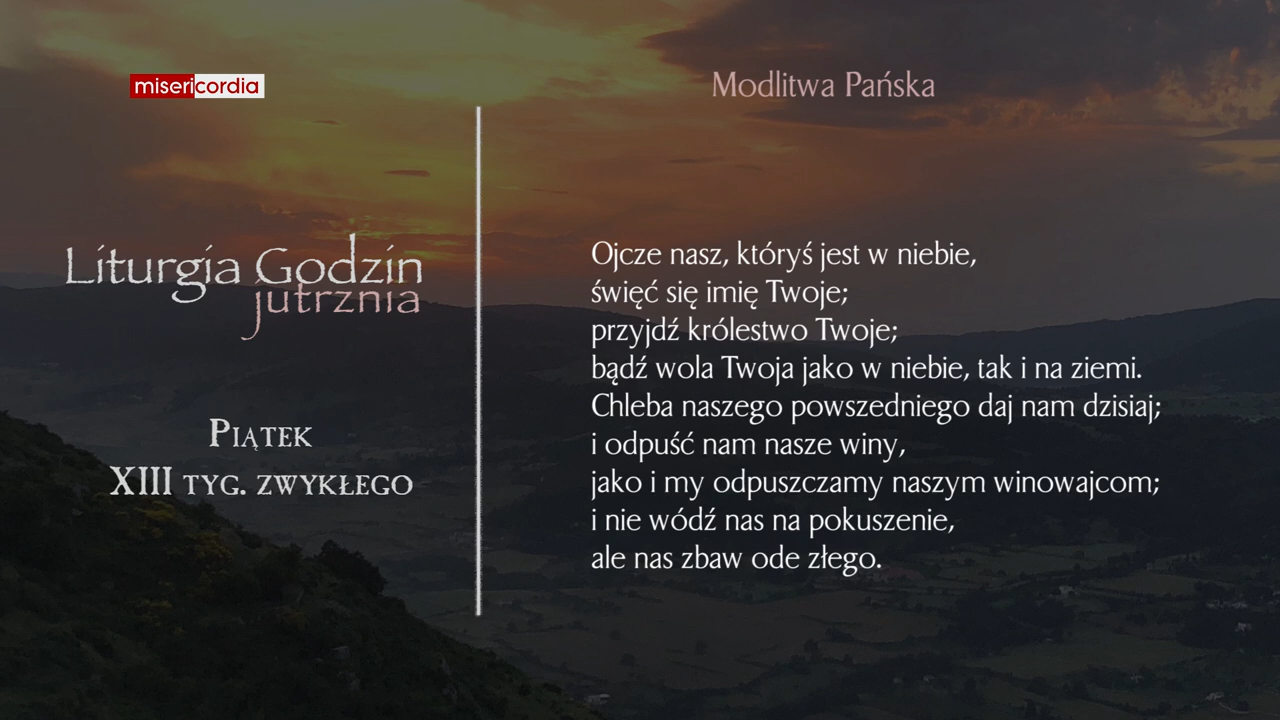 misericordia
Liturgia Godzin
jutrznia
Piątek
XIII tyg. zwykłego
Modlitwa Pańska
Ojcze nasz, któryś jest w niebie,
święć się imię Twoje;
przyjdź królestwo Twoje;
bądź wola Twoja jako w niebie, tak i na ziemi.
Chleba naszego powszedniego daj nam dzisiaj;
i odpuść nam nasze winy,
jako i my odpuszczamy naszym winowajcom;
i nie wódź nas na pokuszenie,
ale nas zbaw ode złego.